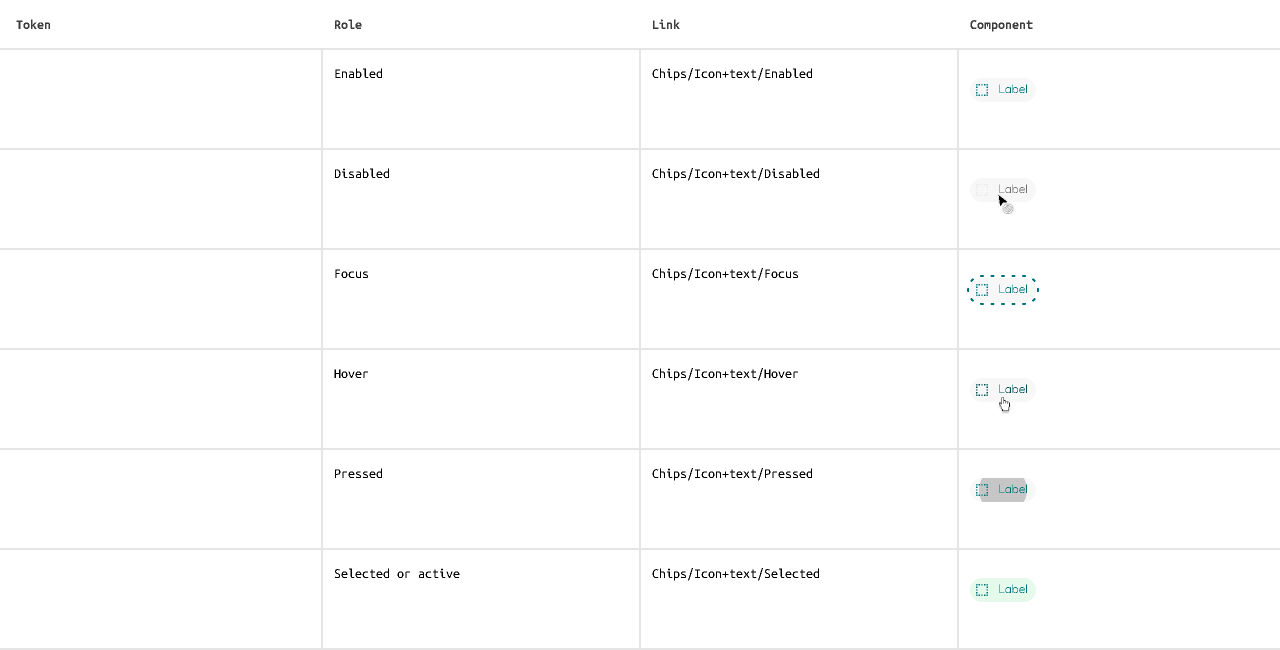 Token Role Link Component
Enabled Chips/Icon+text/Enabled Label
Disabled Chips/Icon+text/Disabled Label
Focus Chips/Icon+text/Focus Label
Hover Chips/Icon+text/Hover Label
Pressed Chips/Icon+text/Pressed Label
Selected or active Chips/Icon+text/Selected Label